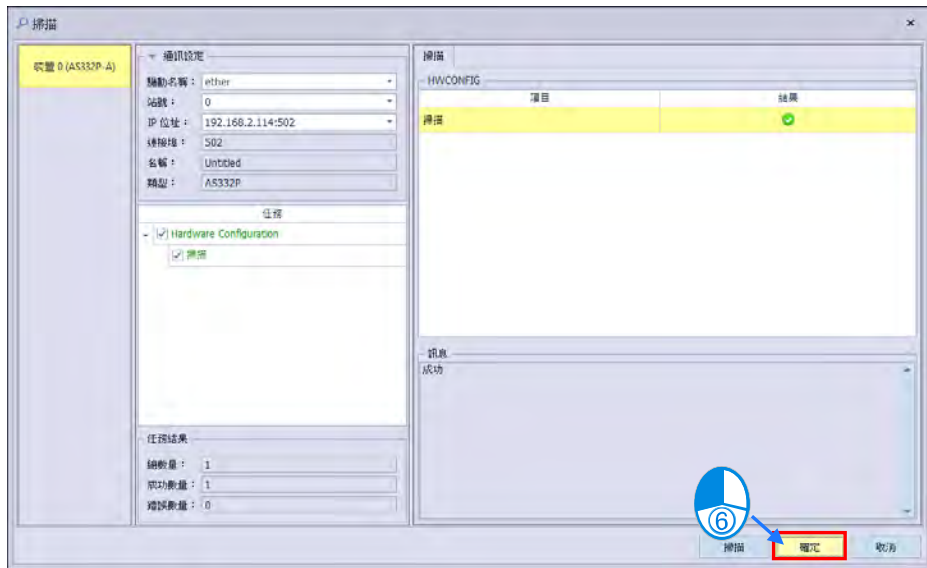 掃描
裝置 0 (AS332P-A)
通訊設定
驅動名稱： ether
站號： 0
IP 位址： 192.168.2.114:502
連接埠： 502
名稱： Untitled
類型： AS332P
任務
Hardware Configuration
掃描
任務結果
總數量： 1
成功數量： 1
錯誤數量： 0
掃描
HWCONFIG
項目 結果
掃描
訊息
成功
⑥
掃描 確定 取消